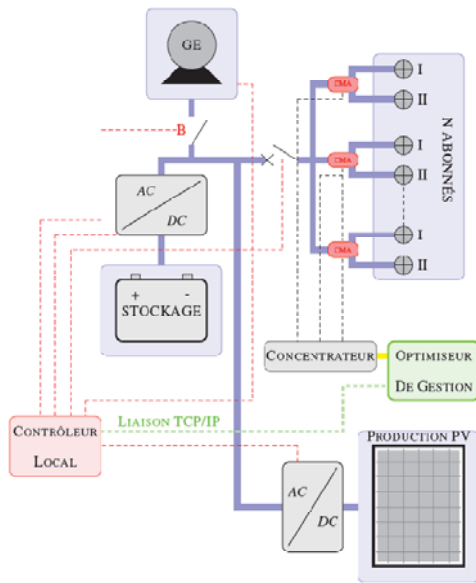 GE
B
I
CMA
II
N ABONNÉS
I
CMA
II
AC
DC
I
CMA
II
+ -
STOCKAGE
CONCENTRATEUR
OPTIMISEUR
DE GESTION
LIAISON TCP/IP
CONTRÔLEUR
LOCAL
PRODUCTION PV
AC
DC